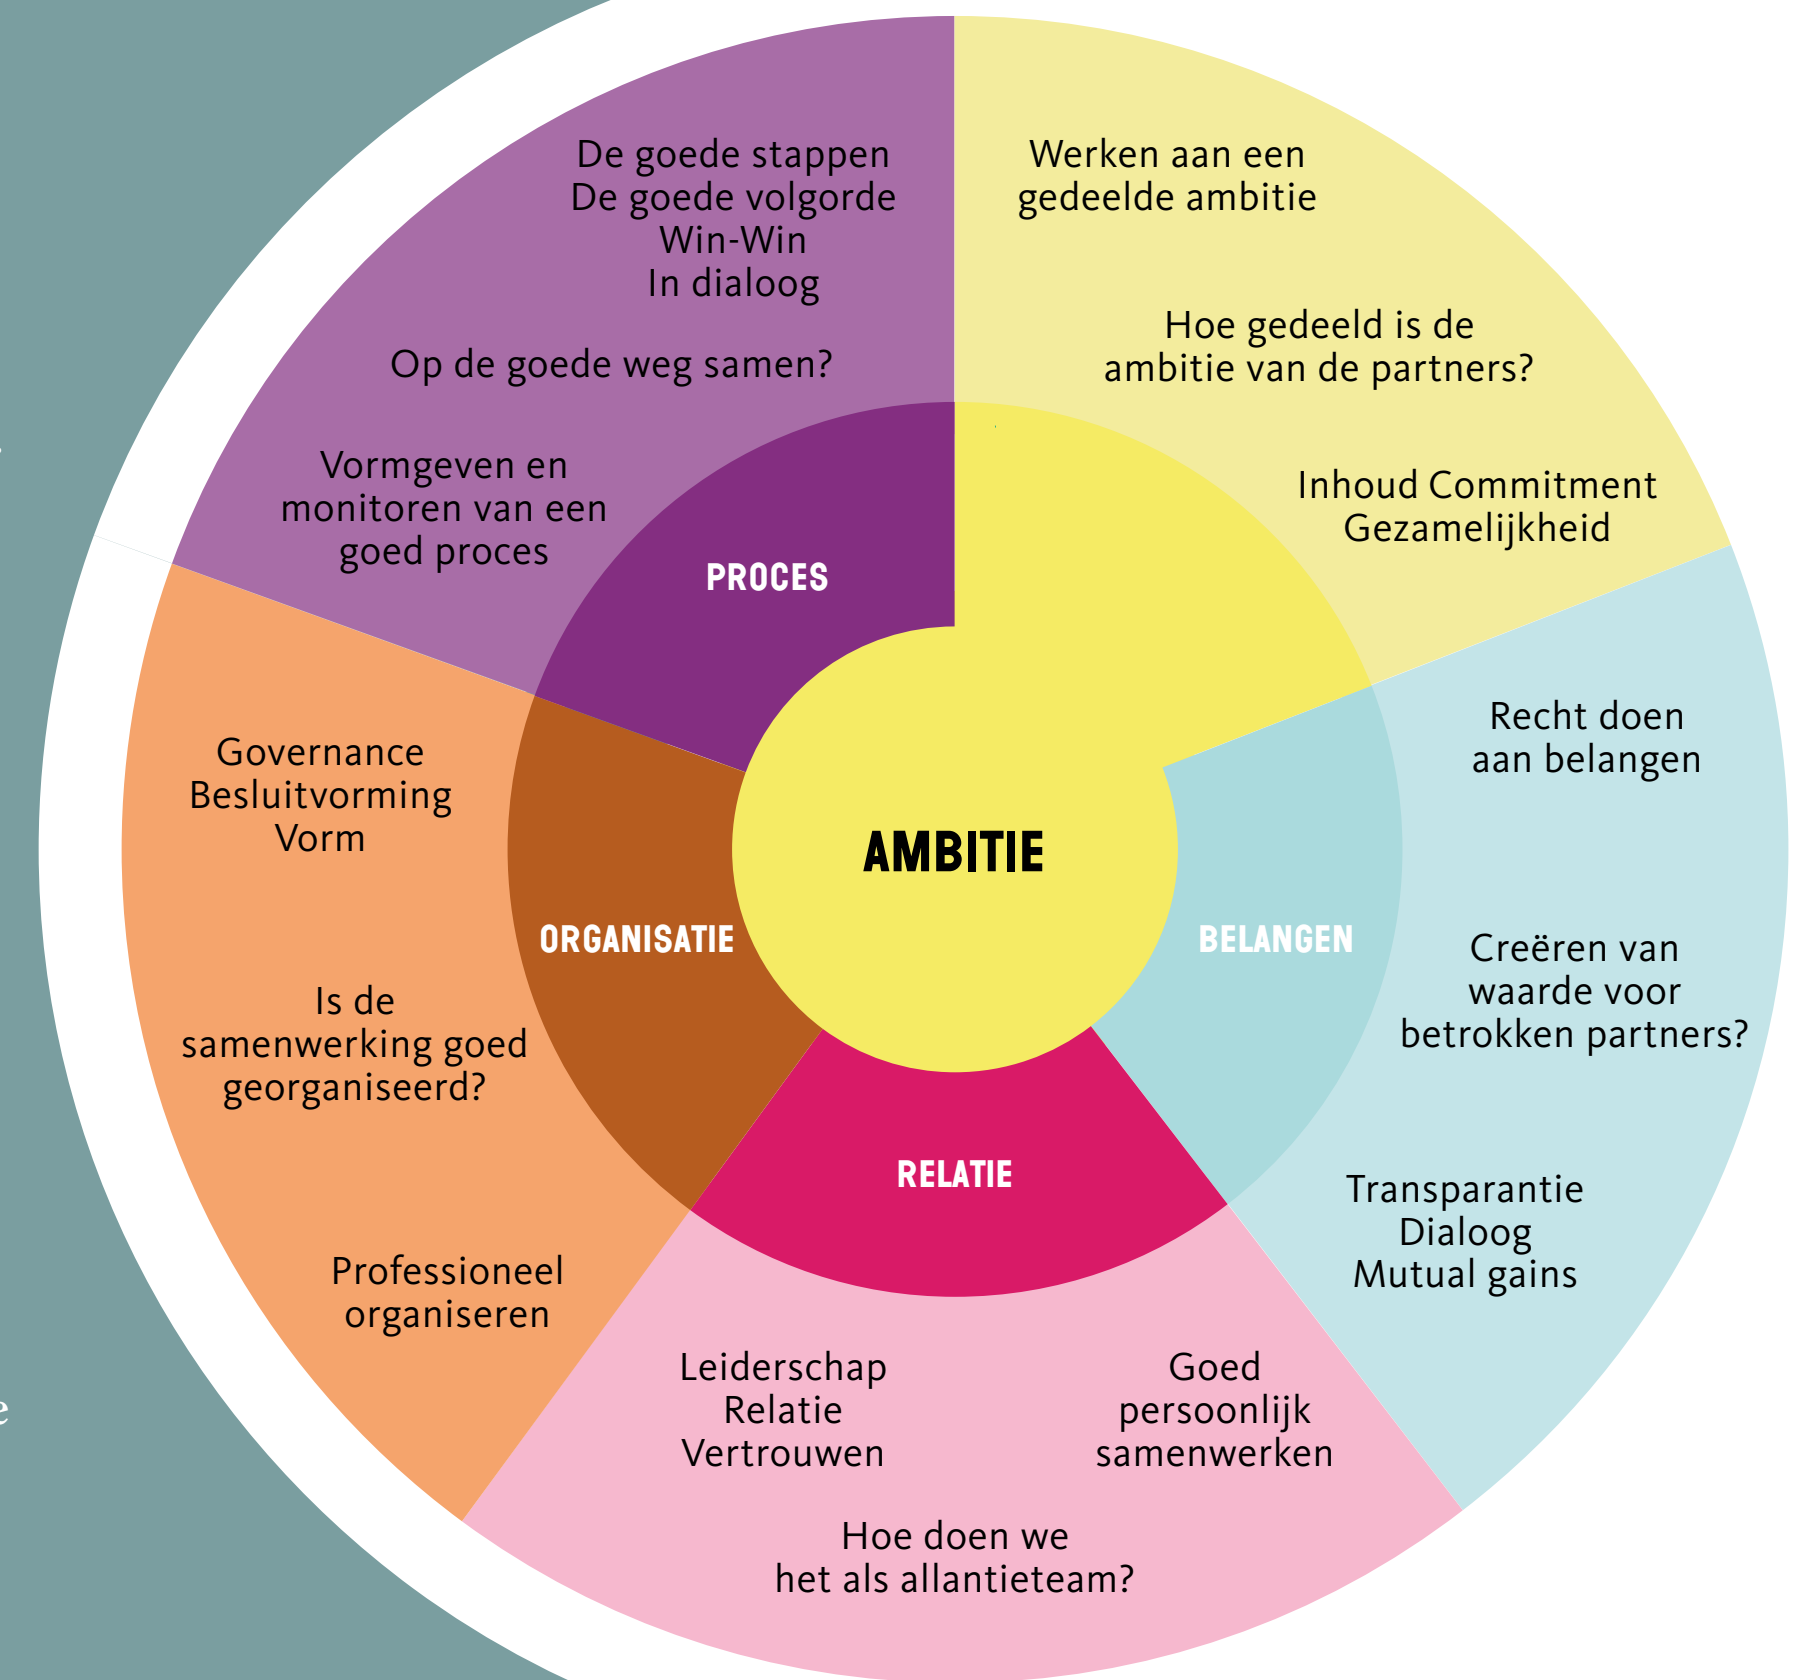 De goede stappen
De goede volgorde
Win-Win
In dialoog
Op de goede weg samen?
Vormgeven en
monitoren van een
goed proces
PROCES
Werken aan een
gedeelde ambitie
Hoe gedeeld is de
ambitie van de partners?
Inhoud Commitment
Gezamelijkheid
AMBITIE
Recht doen
aan belangen
Creëren van
waarde voor
betrokken partners?
Transparantie
Dialoog
Mutual gains
BELANGEN
RELATIE
Leiderschap
Relatie
Vertrouwen
Goed
persoonlijk
samenwerken
Hoe doen we
het als allantieteam?
ORGANISATIE
Governance
Besluitvorming
Vorm
Is de
samenwerking goed
georganiseerd?
Professioneel
organiseren